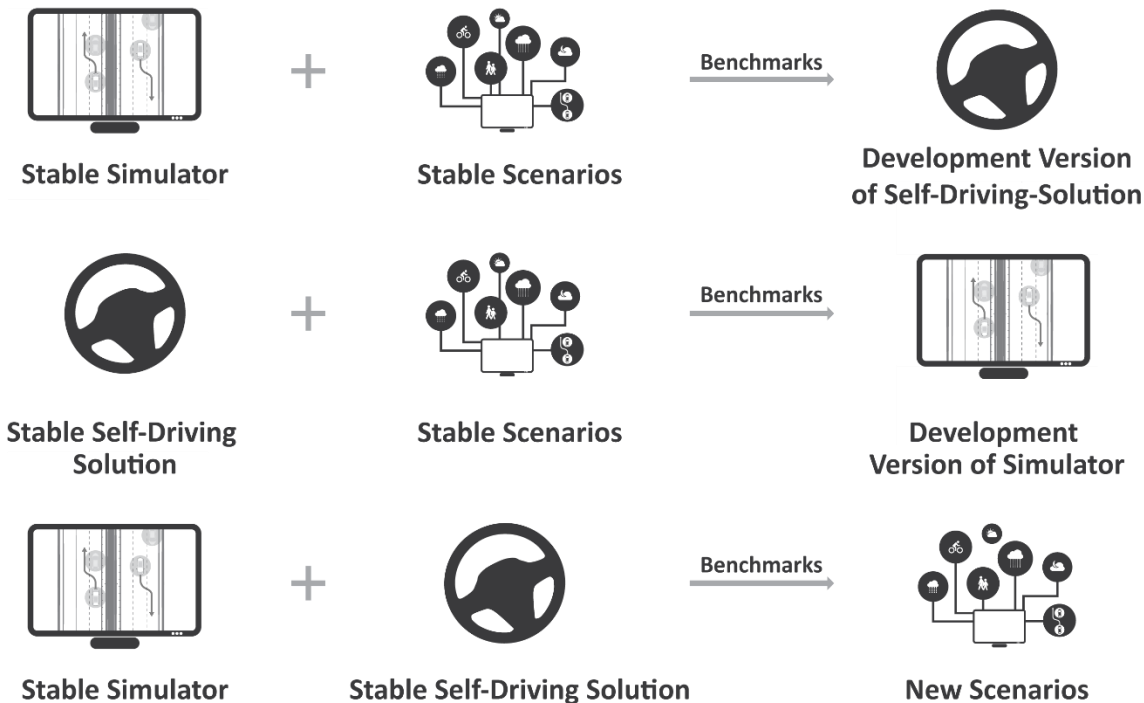 Benchmarks
Stable Simulator
Stable Scenarios
Development Version
of Self-Driving-Solution
Benchmarks
Stable Self-Driving
Solution
Stable Scenarios
Development
Version of Simulator
Benchmarks
Stable Simulator
Stable Self-Driving Solution
New Scenarios